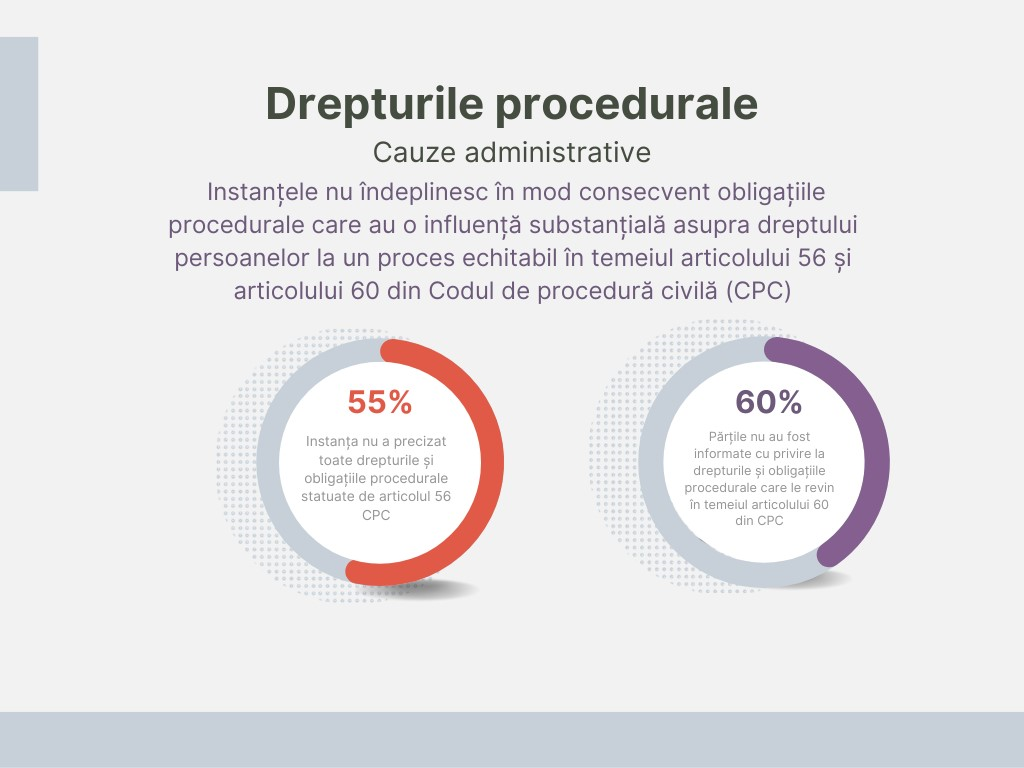 Drepturile procedurale
Cauze administrative
Instanțele nu îndeplinesc în mod consecvent obligațiile
procedurale care au o influență substanțială asupra dreptului
persoanelor la un proces echitabil în temeiul articolului 56 și
articolului 60 din Codul de procedură civilă (CPC)
55%
Instanța nu a precizat
toate drepturile și
obligațiile procedurale
statuate de articolul 56
CPC
60%
Părțile nu au fost
informate cu privire la
drepturile și obligațiile
procedurale care le revin
în temeiul articolului 60
din CPC